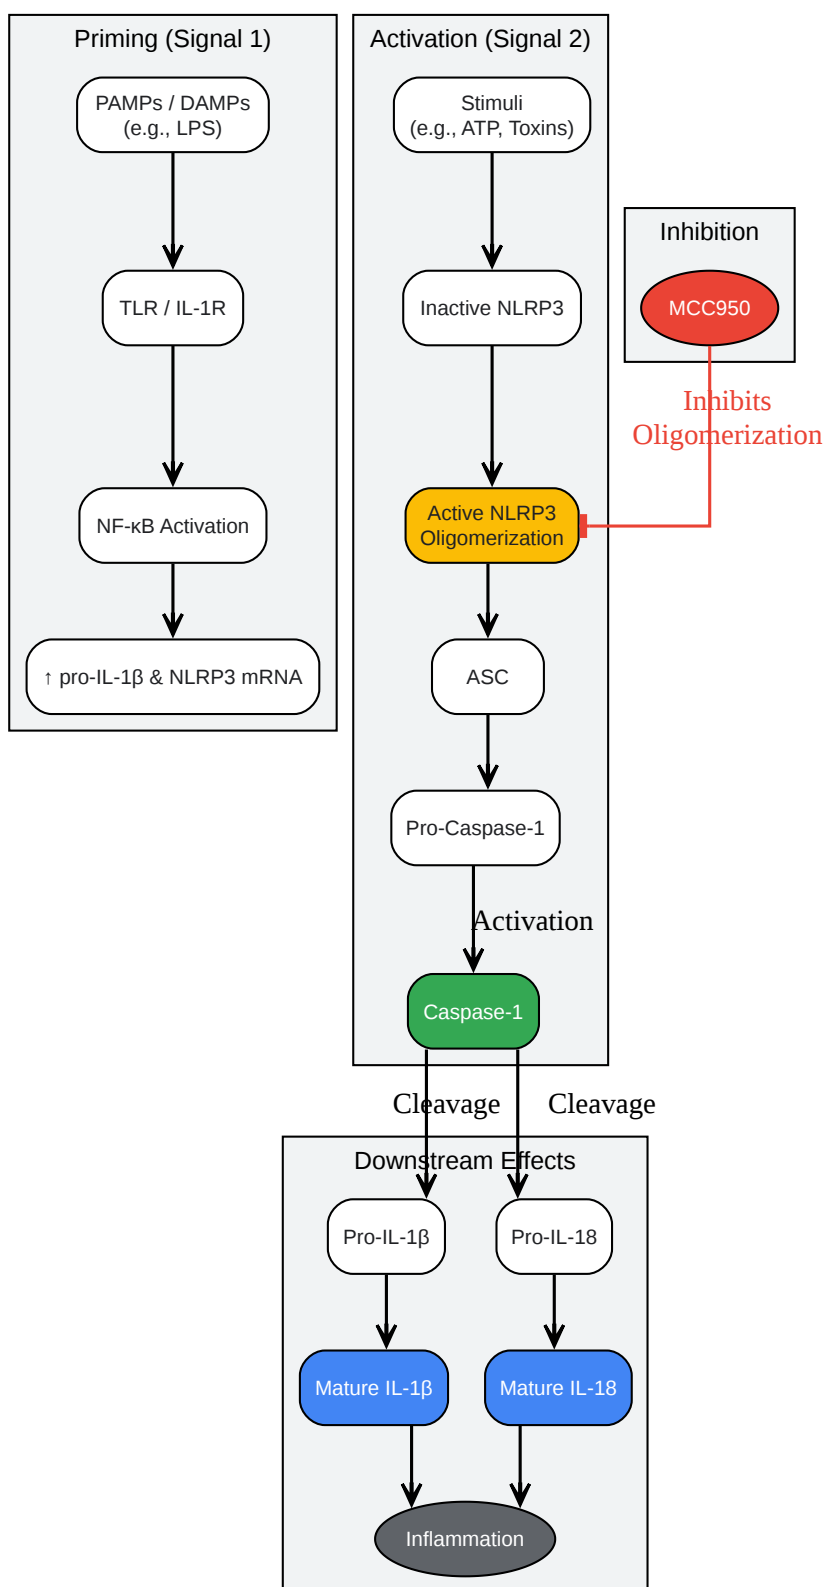 Priming (Signal 1)
PAMPs / DAMPs
(e.g., LPS)
TLR / IL-1R
NF-κB Activation
↑ pro-IL-1β & NLRP3 mRNA
Activation (Signal 2)
Stimuli
(e.g., ATP, Toxins)
Inactive NLRP3
Active NLRP3
Oligomerization
ASC
Pro-Caspase-1
Activation
Caspase-1
Inhibition
MCC950
Inhibits
Oligomerization
Cleavage
Cleavage
Downstream Effects
Pro-IL-1β
Pro-IL-18
Mature IL-1β
Mature IL-18
Inflammation